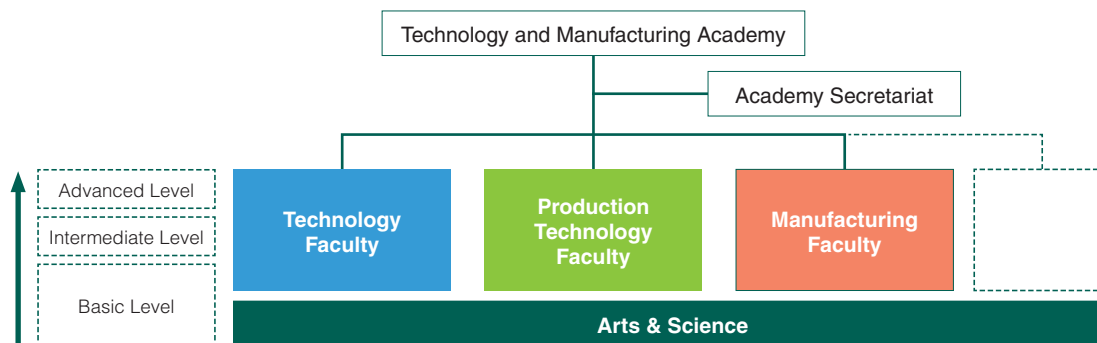 Technology and Manufacturing Academy
Academy Secretariat
Advanced Level
Intermediate Level
Basic Level
Technology
Faculty
Production
Technology
Faculty
Manufacturing
Faculty
Arts & Science